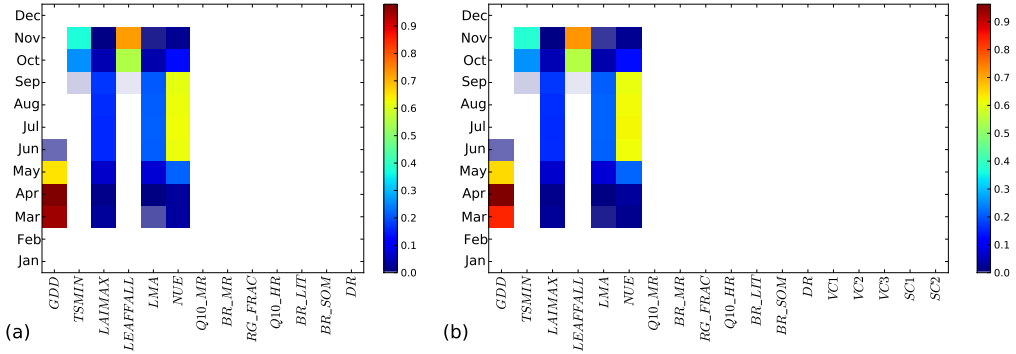 Dec
Nov
Oct
Sep
Aug
Jul
Jun
May
Apr
Mar
Feb
Jan
GDD
TSMIN
LAIMAX
LEAFFALL
LMA
NUE
Q10_MR
BR_MR
RG_FRAC
Q10_HR
BR_LIT
BR_SOM
DR
0.9
0.8
0.7
0.6
0.5
0.4
0.3
0.2
0.1
0.0
(a)
Dec
Nov
Oct
Sep
Aug
Jul
Jun
May
Apr
Mar
Feb
Jan
GDD
TSMIN
LAIMAX
LEAFFALL
LMA
NUE
Q10_MR
BR_MR
RG_FRAC
Q10_HR
BR_LIT
BR_SOM
DR
VC1
VC2
VC3
SC1
SC2
0.9
0.8
0.7
0.6
0.5
0.4
0.3
0.2
0.1
0.0
(b)